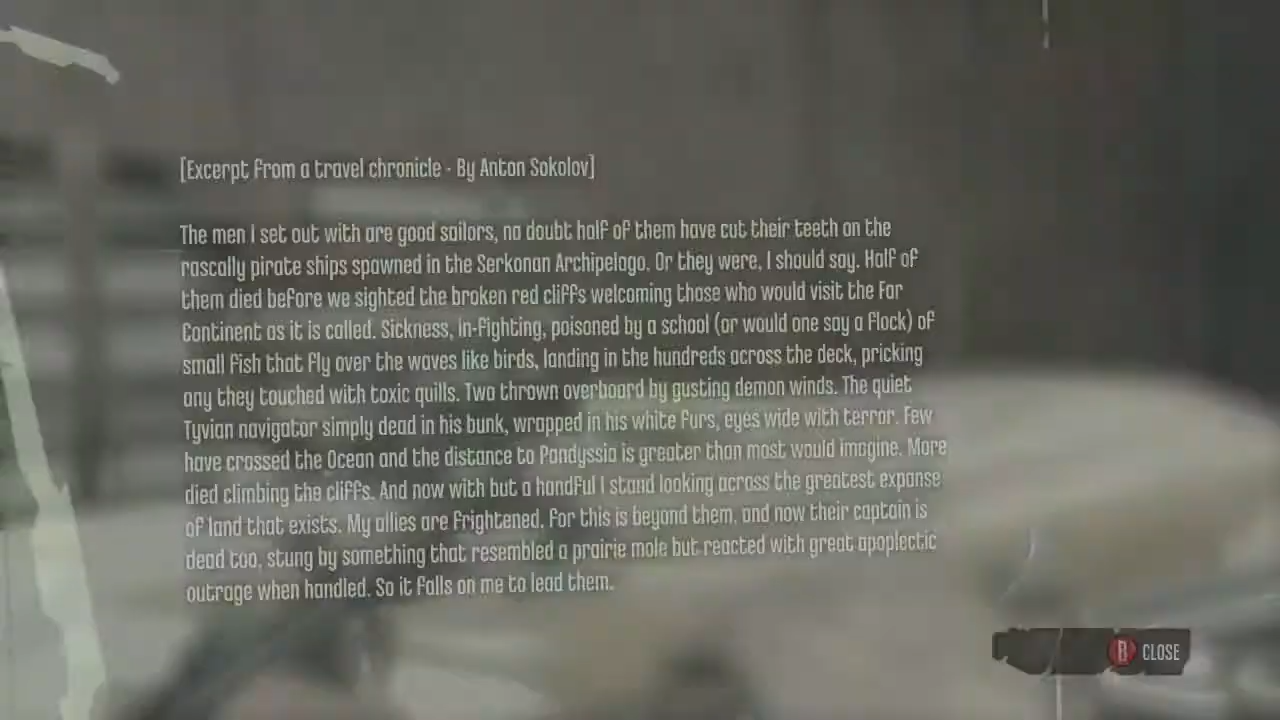 [Excerpt from a travel chronicle - By Anton Sokolov]
The men I set out with are good sailors, no doubt half of them have cut their teeth on the
rascally pirate ships spawned in the Serkonan Archipelago. Or they were, I should say. Half of
them died before we sighted the broken red cliffs welcoming those who would visit the Far
Continent as it is called. Sickness, in-fighting, poisoned by a school (or would one say a flock) of
small fish that fly over the waves like birds, landing in the hundreds across the deck, pricking
any they touched with toxic quills. Two thrown overboard by gusting demon winds. The quiet
Tyvian navigator simply dead in his bunk, wrapped in his white furs, eyes wide with terror. Few
have crossed the Ocean and the distance to Pandyssia is greater than most would imagine. More
died climbing the cliffs. And now with but a handful I stand looking across the greatest expanse
of land that exists. My allies are frightened, for this is beyond them, and now their captain is
dead too, stung by something that resembled a prairie mole but reacted with great apoplectic
outrage when handled. So it falls on me to lead them.
B CLOSE